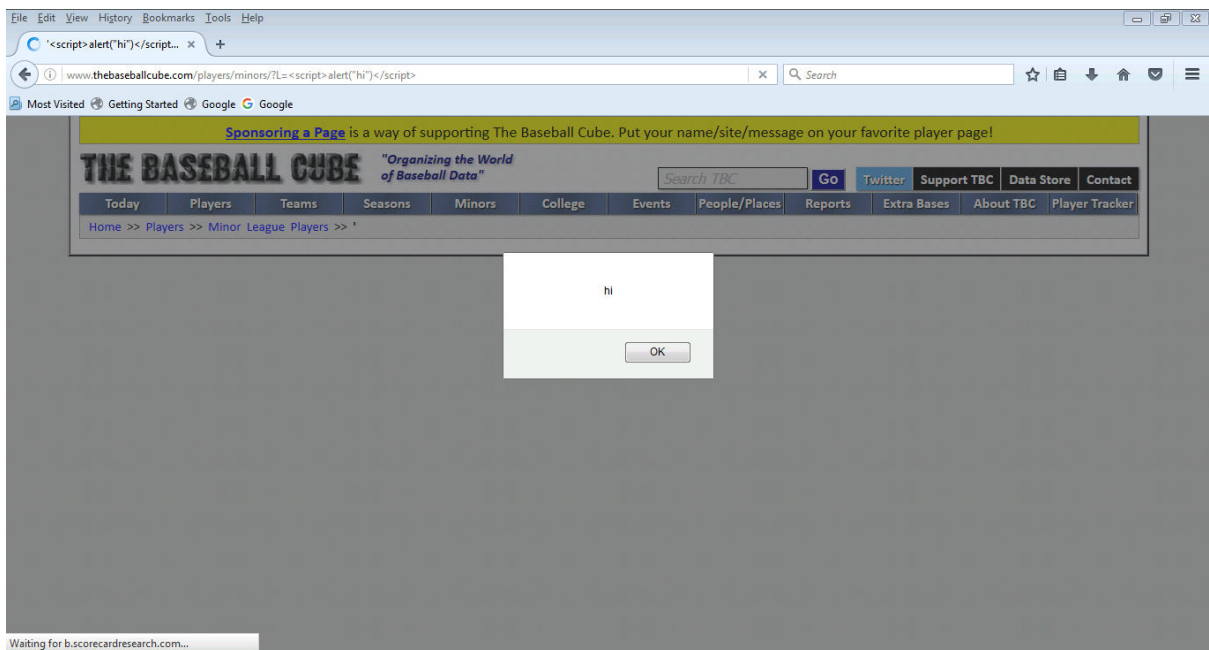 File Edit View History Bookmarks Tools Help
'<script>alert("hi")</script... × +
www.thebaseballcube.com/players/minors/?L=<script>alert("hi")</script> × Search
Most Visited Getting Started Google Google
Sponsoring a Page is a way of supporting The Baseball Cube. Put your name/site/message on your favorite player page!
THE BASEBALL CUBE "Organizing the World
of Baseball Data"
Search TBC Go Twitter Support TBC Data Store Contact
Today Players Teams Seasons Minors College Events People/Places Reports Extra Bases About TBC Player Tracker
Home >> Players >> Minor League Players >> '
hi
OK
Waiting for b.scorecardresearch.com...